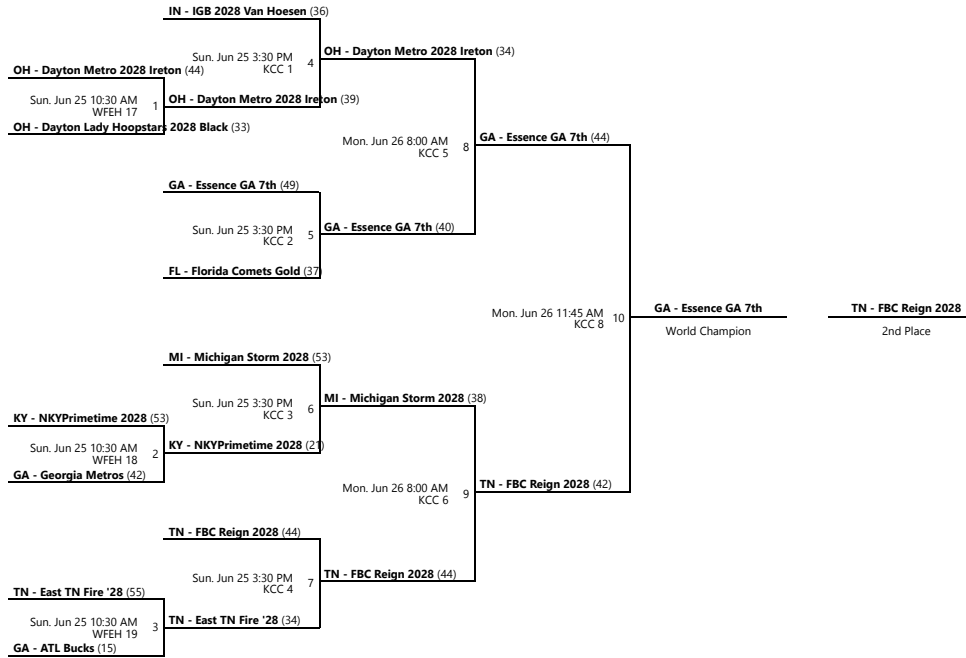 IN - IGB 2028 Van Hoesen (36)
Sun. Jun 25 3:30 PM
KCC 1
4
OH - Dayton Metro 2028 Ireton (34)
OH - Dayton Metro 2028 Ireton (44)
Sun. Jun 25 10:30 AM
WFEH 17
1
OH - Dayton Metro 2028 Ireton (39)
OH - Dayton Lady Hoopstars 2028 Black (33)
Mon. Jun 26 8:00 AM
KCC 5
8
GA - Essence GA 7th (44)
GA - Essence GA 7th (49)
Sun. Jun 25 3:30 PM
KCC 2
5
GA - Essence GA 7th (40)
FL - Florida Comets Gold (37)
Mon. Jun 26 11:45 AM
KCC 8
10
GA - Essence GA 7th
World Champion
TN - FBC Reign 2028
2nd Place
MI - Michigan Storm 2028 (53)
Sun. Jun 25 3:30 PM
KCC 3
6
MI - Michigan Storm 2028 (38)
KY - NKYPrimetime 2028 (53)
Sun. Jun 25 10:30 AM
WFEH 18
2
KY - NKYPrimetime 2028 (21)
GA - Georgia Metros (42)
Mon. Jun 26 8:00 AM
KCC 6
9
TN - FBC Reign 2028 (42)
TN - FBC Reign 2028 (44)
Sun. Jun 25 3:30 PM
KCC 4
7
TN - FBC Reign 2028 (44)
TN - East TN Fire '28 (55)
Sun. Jun 25 10:30 AM
WFEH 19
3
TN - East TN Fire '28 (34)
GA - ATL Bucks (15)